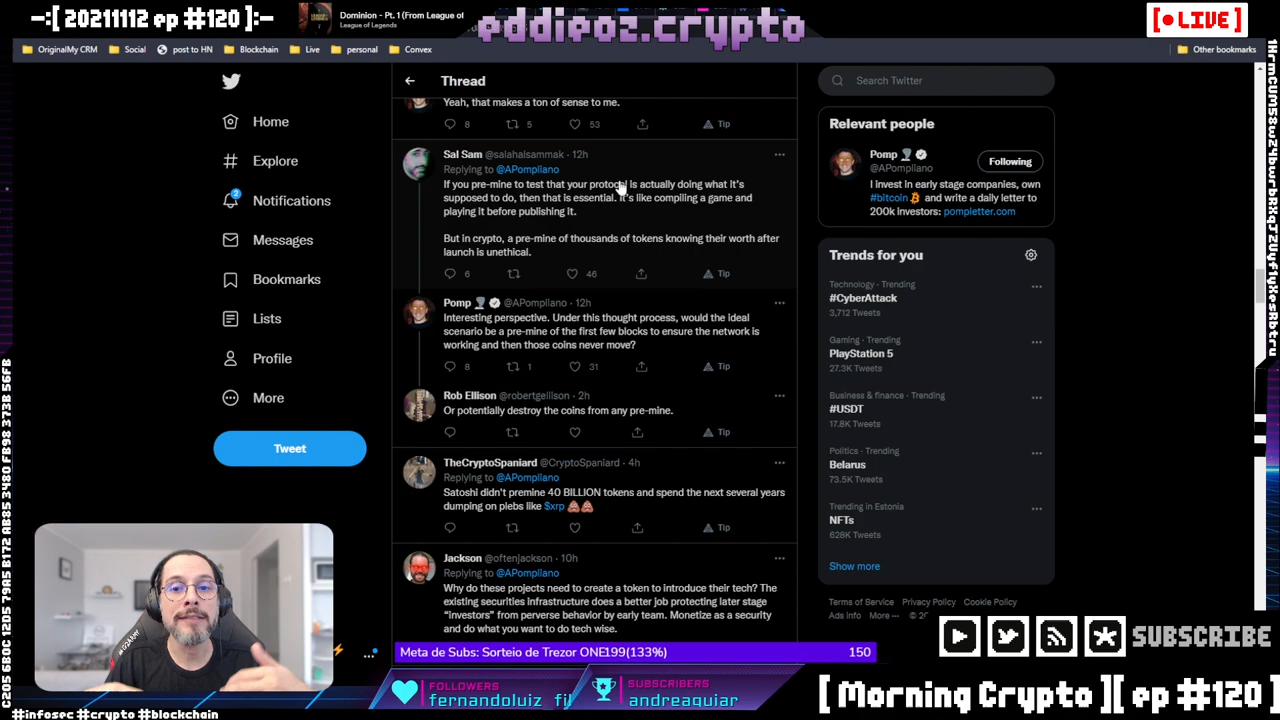 -:[ 20211112 ep #120 ]:-
Dominion - Pt. 1 (From League of
League of Legends
eddieoz.crypto
[ LIVE ]
OriginalMy CRM
Social
post to HN
Blockchain
Live
personal
Convex
Other bookmarks
Home
Explore
2
Notifications
Messages
Bookmarks
Lists
Profile
More
Tweet
Thread
Yeah, that makes a ton of sense to me.
8 5 53 Tip
Sal Sam @salahalsammak · 12h
Replying to @APompliano
If you pre-mine to test that your protocol is actually doing what it's
supposed to do, then that is essential. It's like compiling a game and
playing it before publishing it.
But in crypto, a pre-mine of thousands of tokens knowing their worth after
launch is unethical.
6 46 Tip
Pomp @APompliano · 12h
Interesting perspective. Under this thought process, would the ideal
scenario be a pre-mine of the first few blocks to ensure the network is
working and then those coins never move?
8 1 31 Tip
Rob Ellison @robertgellison · 2h
Or potentially destroy the coins from any pre-mine.
Tip
TheCryptoSpaniard @CryptoSpaniard · 4h
Replying to @APompliano
Satoshi didn't premine 40 BILLION tokens and spend the next several years
dumping on plebs like $xrp
Tip
Jackson @oftenjackson · 10h
Replying to @APompliano
Why do these projects need to create a token to introduce their tech? The
existing securities infrastructure does a better job protecting later stage
"investors" from perverse behavior by early team. Monetize as a security
and do what you want to do tech wise.
Search Twitter
Relevant people
Pomp
@APompliano
Following
I invest in early stage companies, own
#bitcoin and write a daily letter to
200k investors: pompletter.com
Trends for you
Technology · Trending
#CyberAttack
3,712 Tweets
Gaming · Trending
PlayStation 5
27.3K Tweets
Business & finance · Trending
#USDT
17.8K Tweets
Politics · Trending
Belarus
73.5K Tweets
Trending in Estonia
NFTs
628K Tweets
Show more
Terms of Service Privacy Policy Cookie Policy
Ads info More ···
Meta de Subs: Sorteio de Trezor ONE199(133%) 150
FOLLOWERS
fernandoluiz_fil
SUBSCRIBERS
andreaquiar
SUBSCRIBE
[ Morning Crypto ][ ep #120 ]
#infosec #crypto #blockchain